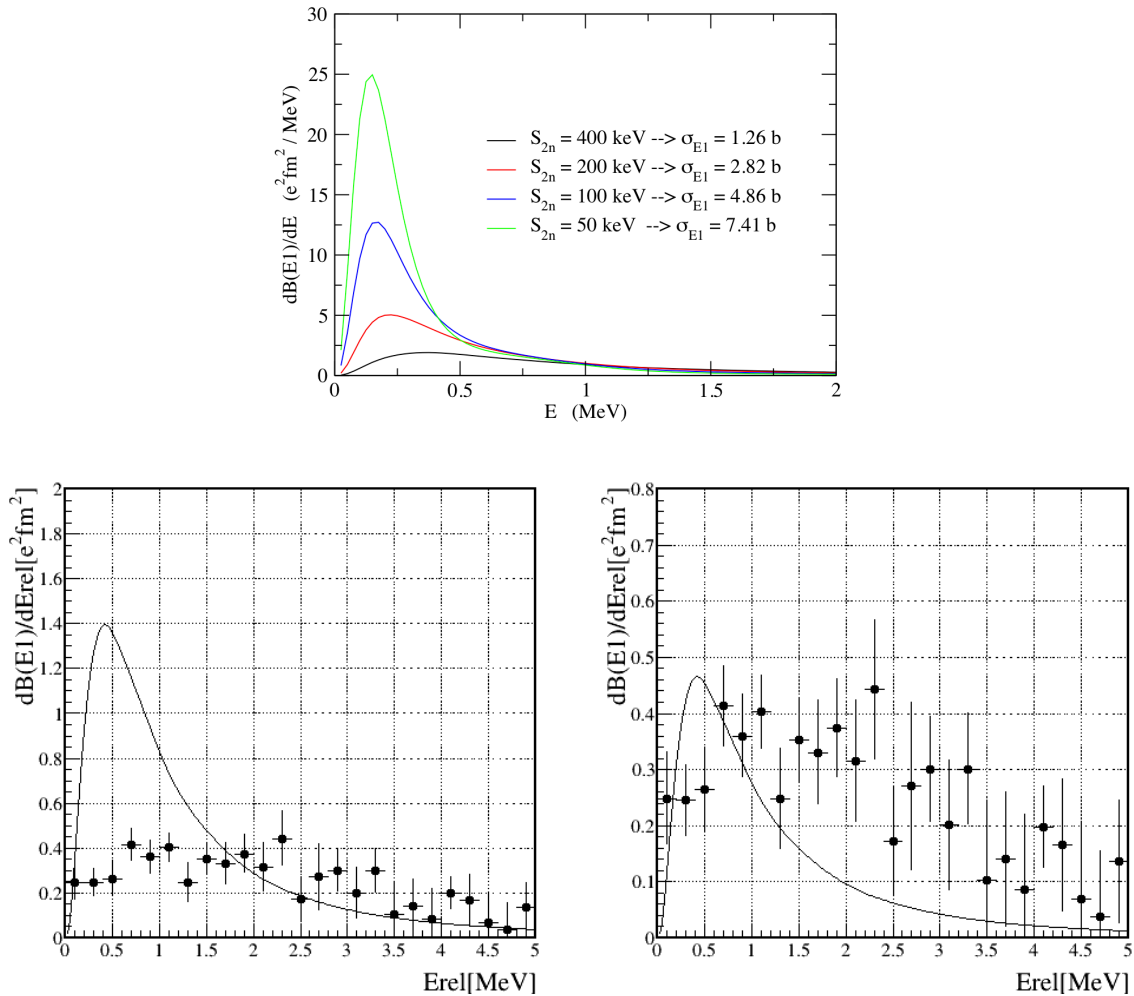 30
25
20
15
10
5
0
dB(E1)/dE (e²fm² / MeV)
S₂ₙ = 400 keV --> σ_E1 = 1.26 b
S₂ₙ = 200 keV --> σ_E1 = 2.82 b
S₂ₙ = 100 keV --> σ_E1 = 4.86 b
S₂ₙ = 50 keV --> σ_E1 = 7.41 b
0 0.5 1 1.5 2
E (MeV)
dB(E1)/dErel[e²fm²]
2
1.8
1.6
1.4
1.2
1
0.8
0.6
0.4
0.2
0
0 0.5 1 1.5 2 2.5 3 3.5 4 4.5 5
Erel[MeV]
dB(E1)/dErel[e²fm²]
0.8
0.7
0.6
0.5
0.4
0.3
0.2
0.1
0
0 0.5 1 1.5 2 2.5 3 3.5 4 4.5 5
Erel[MeV]